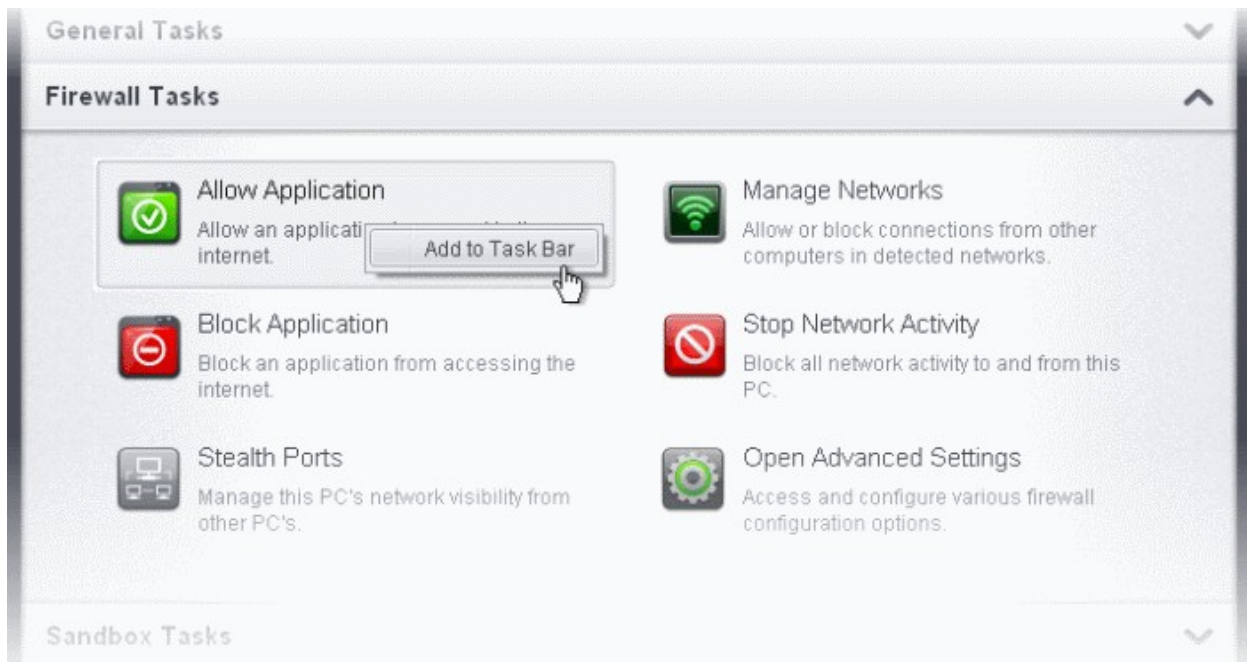 General Tasks
Firewall Tasks
Allow Application
Allow an applicati
internet.
Add to Task Bar
Manage Networks
Allow or block connections from other
computers in detected networks.
Block Application
Block an application from accessing the
internet.
Stop Network Activity
Block all network activity to and from this
PC.
Stealth Ports
Manage this PC's network visibility from
other PC's.
Open Advanced Settings
Access and configure various firewall
configuration options.
Sandbox Tasks